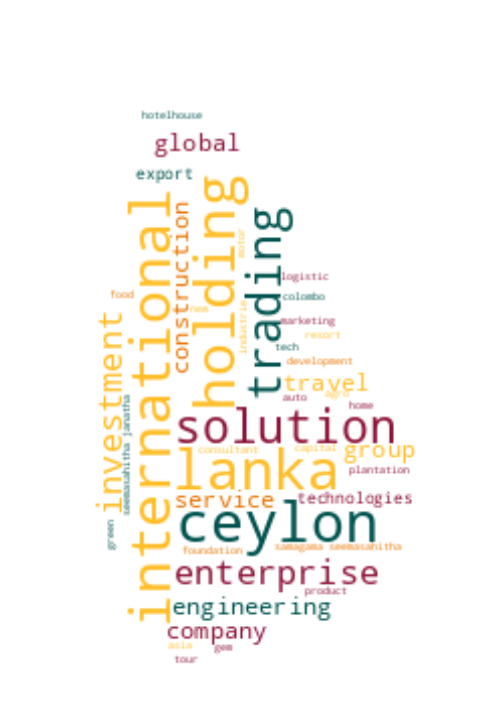 hotelhouse
global
export
international
holding
construction
trading
motor
logistic
food
colombo
industrie
investment
marketing
resort
tech
development
travel
auto
agro
home
seemasahitha janatha
solution
consultant
capital
group
lanka
plantation
service
technologies
ceylon
green
foundation
samagama seemasahitha
enterprise
product
engineering
company
asia
gem
tour